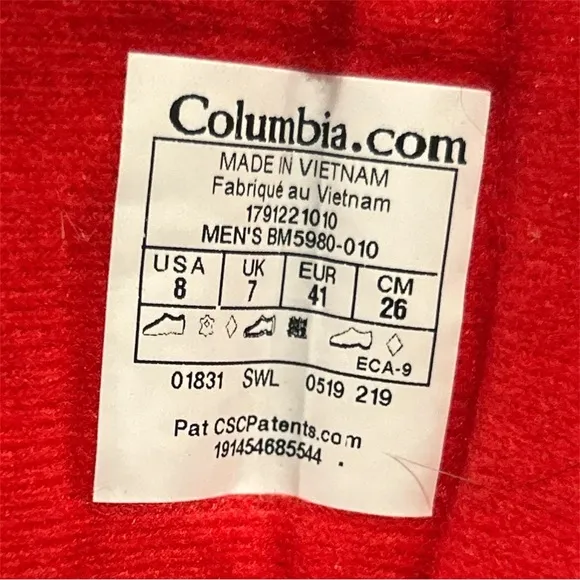 Columbia.com
MADE IN VIETNAM
Fabriqué au Vietnam
1791221010
MEN'S BM5980-010
USA UK EUR CM
8 7 41 26
ECA-9
01831 SWL 0519 219
Pat CSCPatents.com
191454685544 .